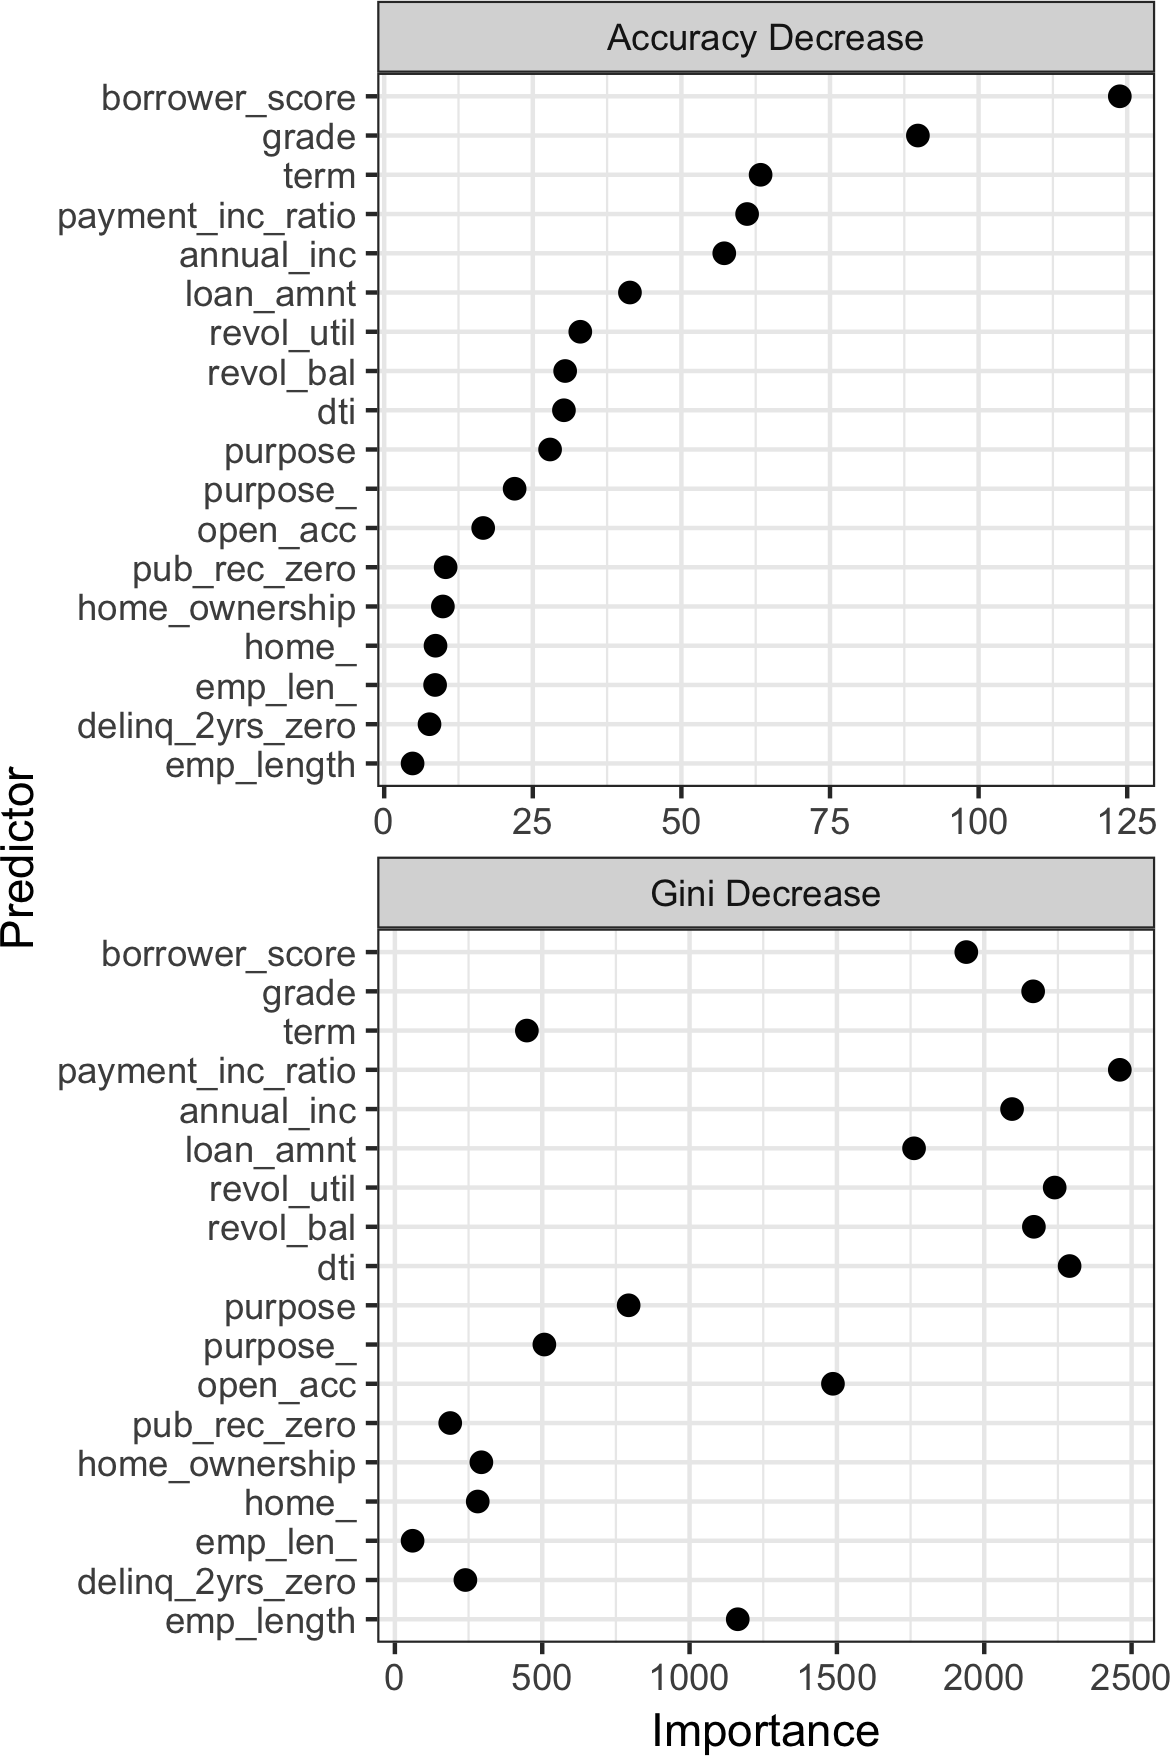 Accuracy Decrease
borrower_score
grade
term
payment_inc_ratio
annual_inc
loan_amnt
revol_util
revol_bal
dti
purpose
purpose_
open_acc
pub_rec_zero
home_ownership
home_
emp_len_
delinq_2yrs_zero
emp_length
0 25 50 75 100 125
Predictor
Gini Decrease
borrower_score
grade
term
payment_inc_ratio
annual_inc
loan_amnt
revol_util
revol_bal
dti
purpose
purpose_
open_acc
pub_rec_zero
home_ownership
home_
emp_len_
delinq_2yrs_zero
emp_length
0 500 1000 1500 2000 2500
Importance